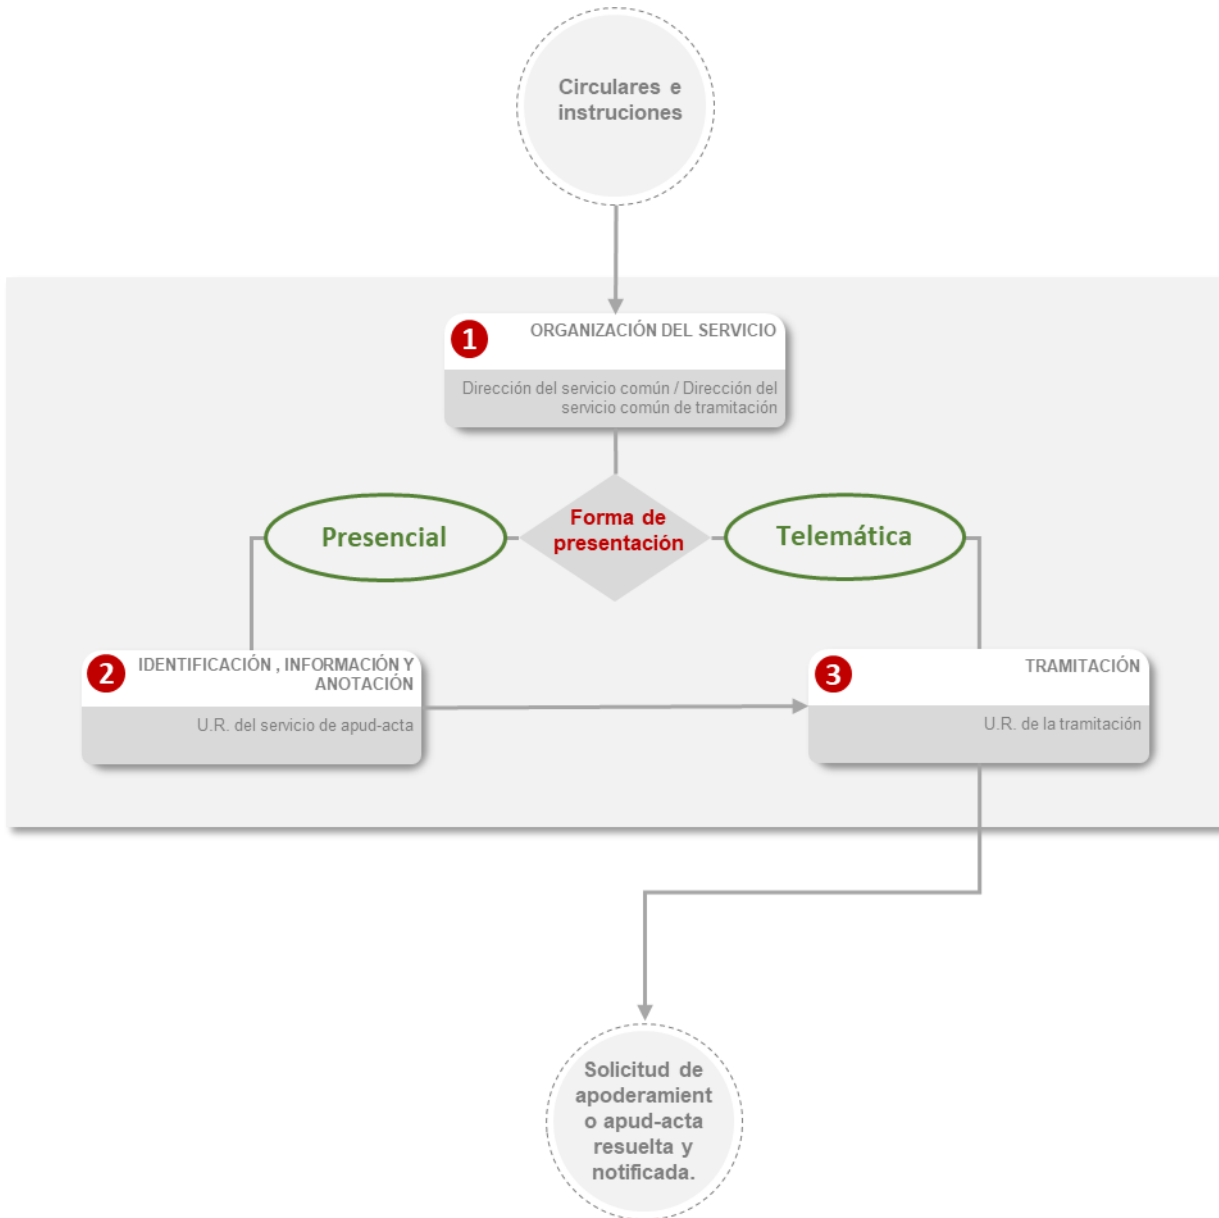 Circulares e
instruciones
1
ORGANIZACIÓN DEL SERVICIO
Dirección del servicio común / Dirección del
servicio común de tramitación
Presencial
Forma de
presentación
Telemática
2
IDENTIFICACIÓN , INFORMACIÓN Y
ANOTACIÓN
U.R. del servicio de apud-acta
3
TRAMITACIÓN
U.R. de la tramitación
Solicitud de
apoderamient
o apud-acta
resuelta y
notificada.